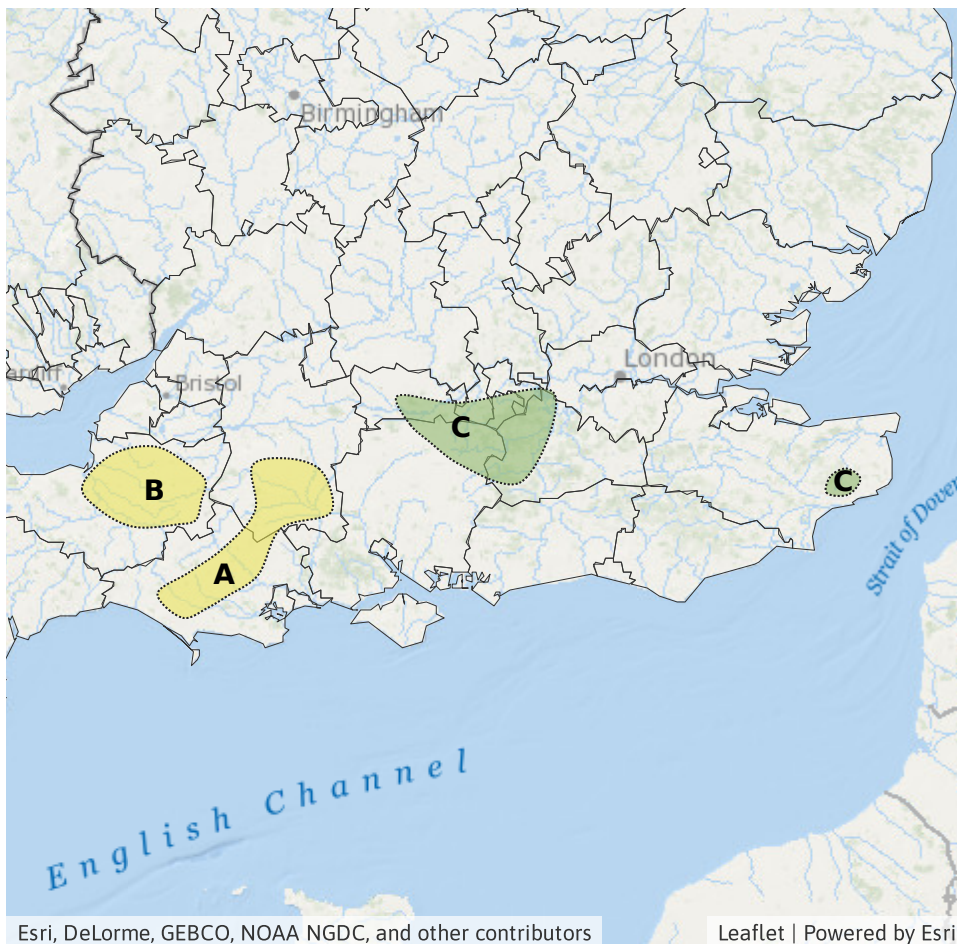 Birmingham
London
ardiff
Bristol
C
C
B
A
Strait of Dover
English Channel
Esri, DeLorme, GEBCO, NOAA NGDC, and other contributors
Leaflet | Powered by Esri